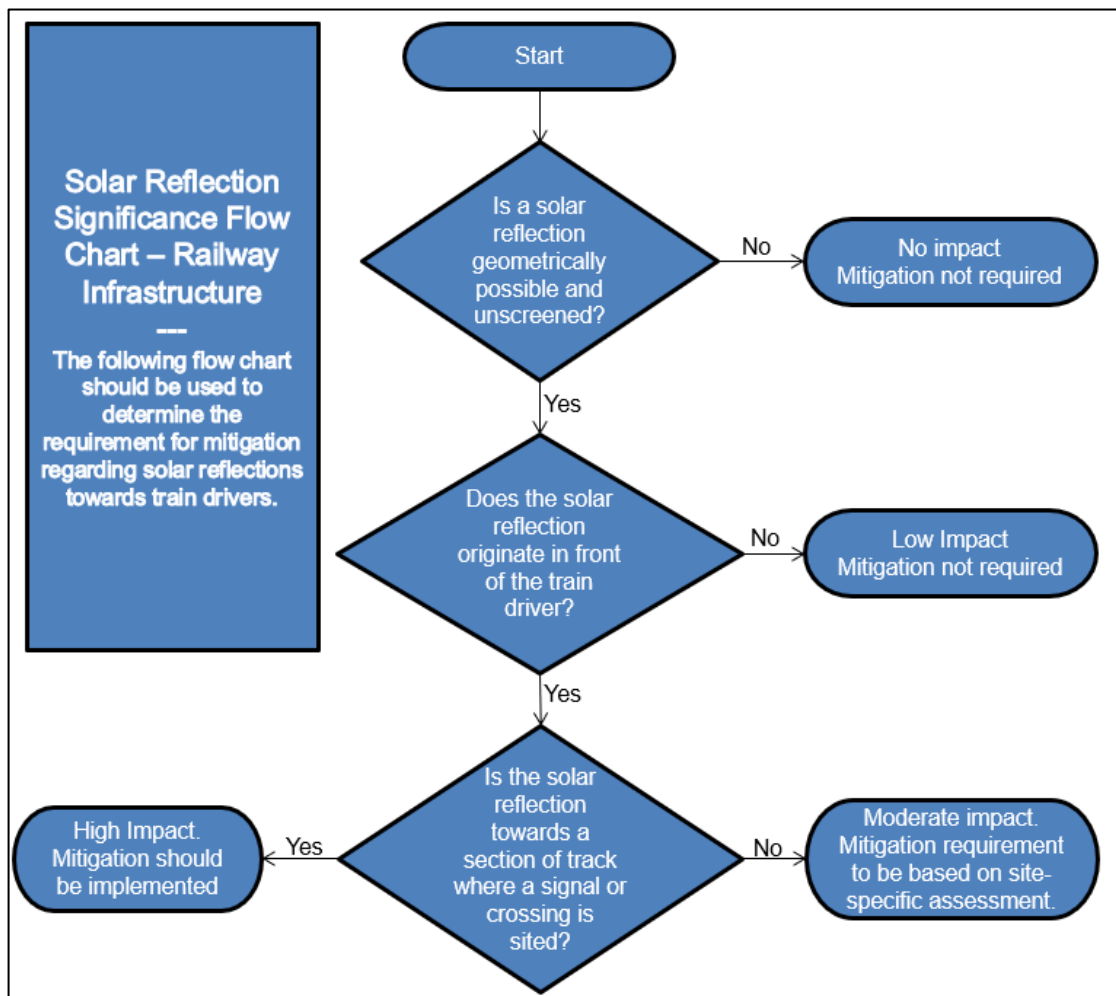 Solar Reflection
Significance Flow
Chart – Railway
Infrastructure
---
The following flow chart
should be used to
determine the
requirement for mitigation
regarding solar reflections
towards train drivers.
Start
Is a solar
reflection
geometrically
possible and
unscreened?
No
No impact
Mitigation not required
Yes
Does the solar
reflection
originate in front
of the train
driver?
No
Low Impact
Mitigation not required
Yes
Is the solar
reflection
towards a
section of track
where a signal or
crossing is
sited?
Yes
High Impact.
Mitigation should
be implemented
No
Moderate impact.
Mitigation requirement
to be based on site-
specific assessment.